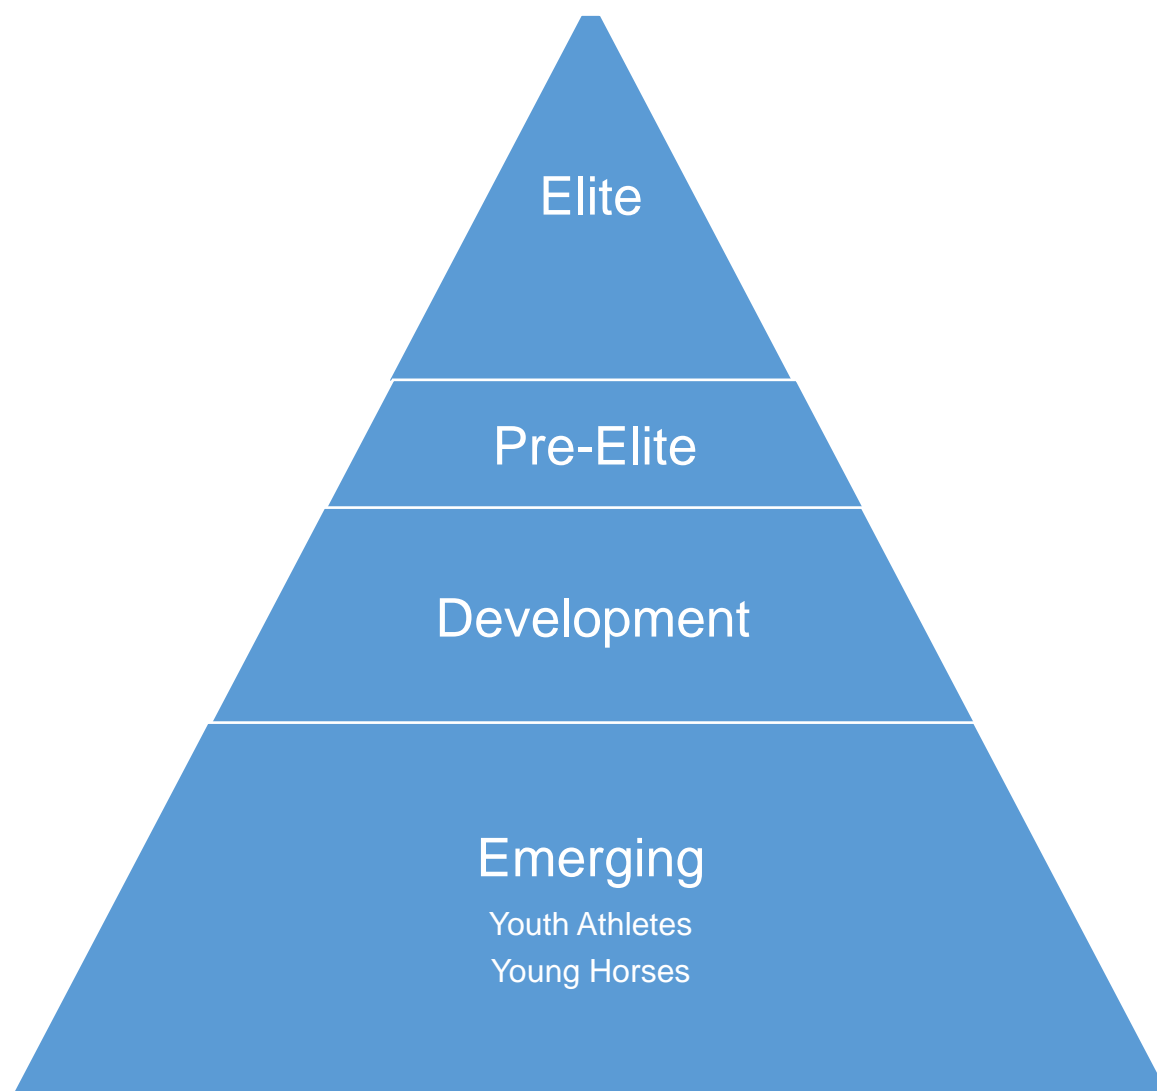 Elite
Pre-Elite
Development
Emerging
Youth Athletes
Young Horses